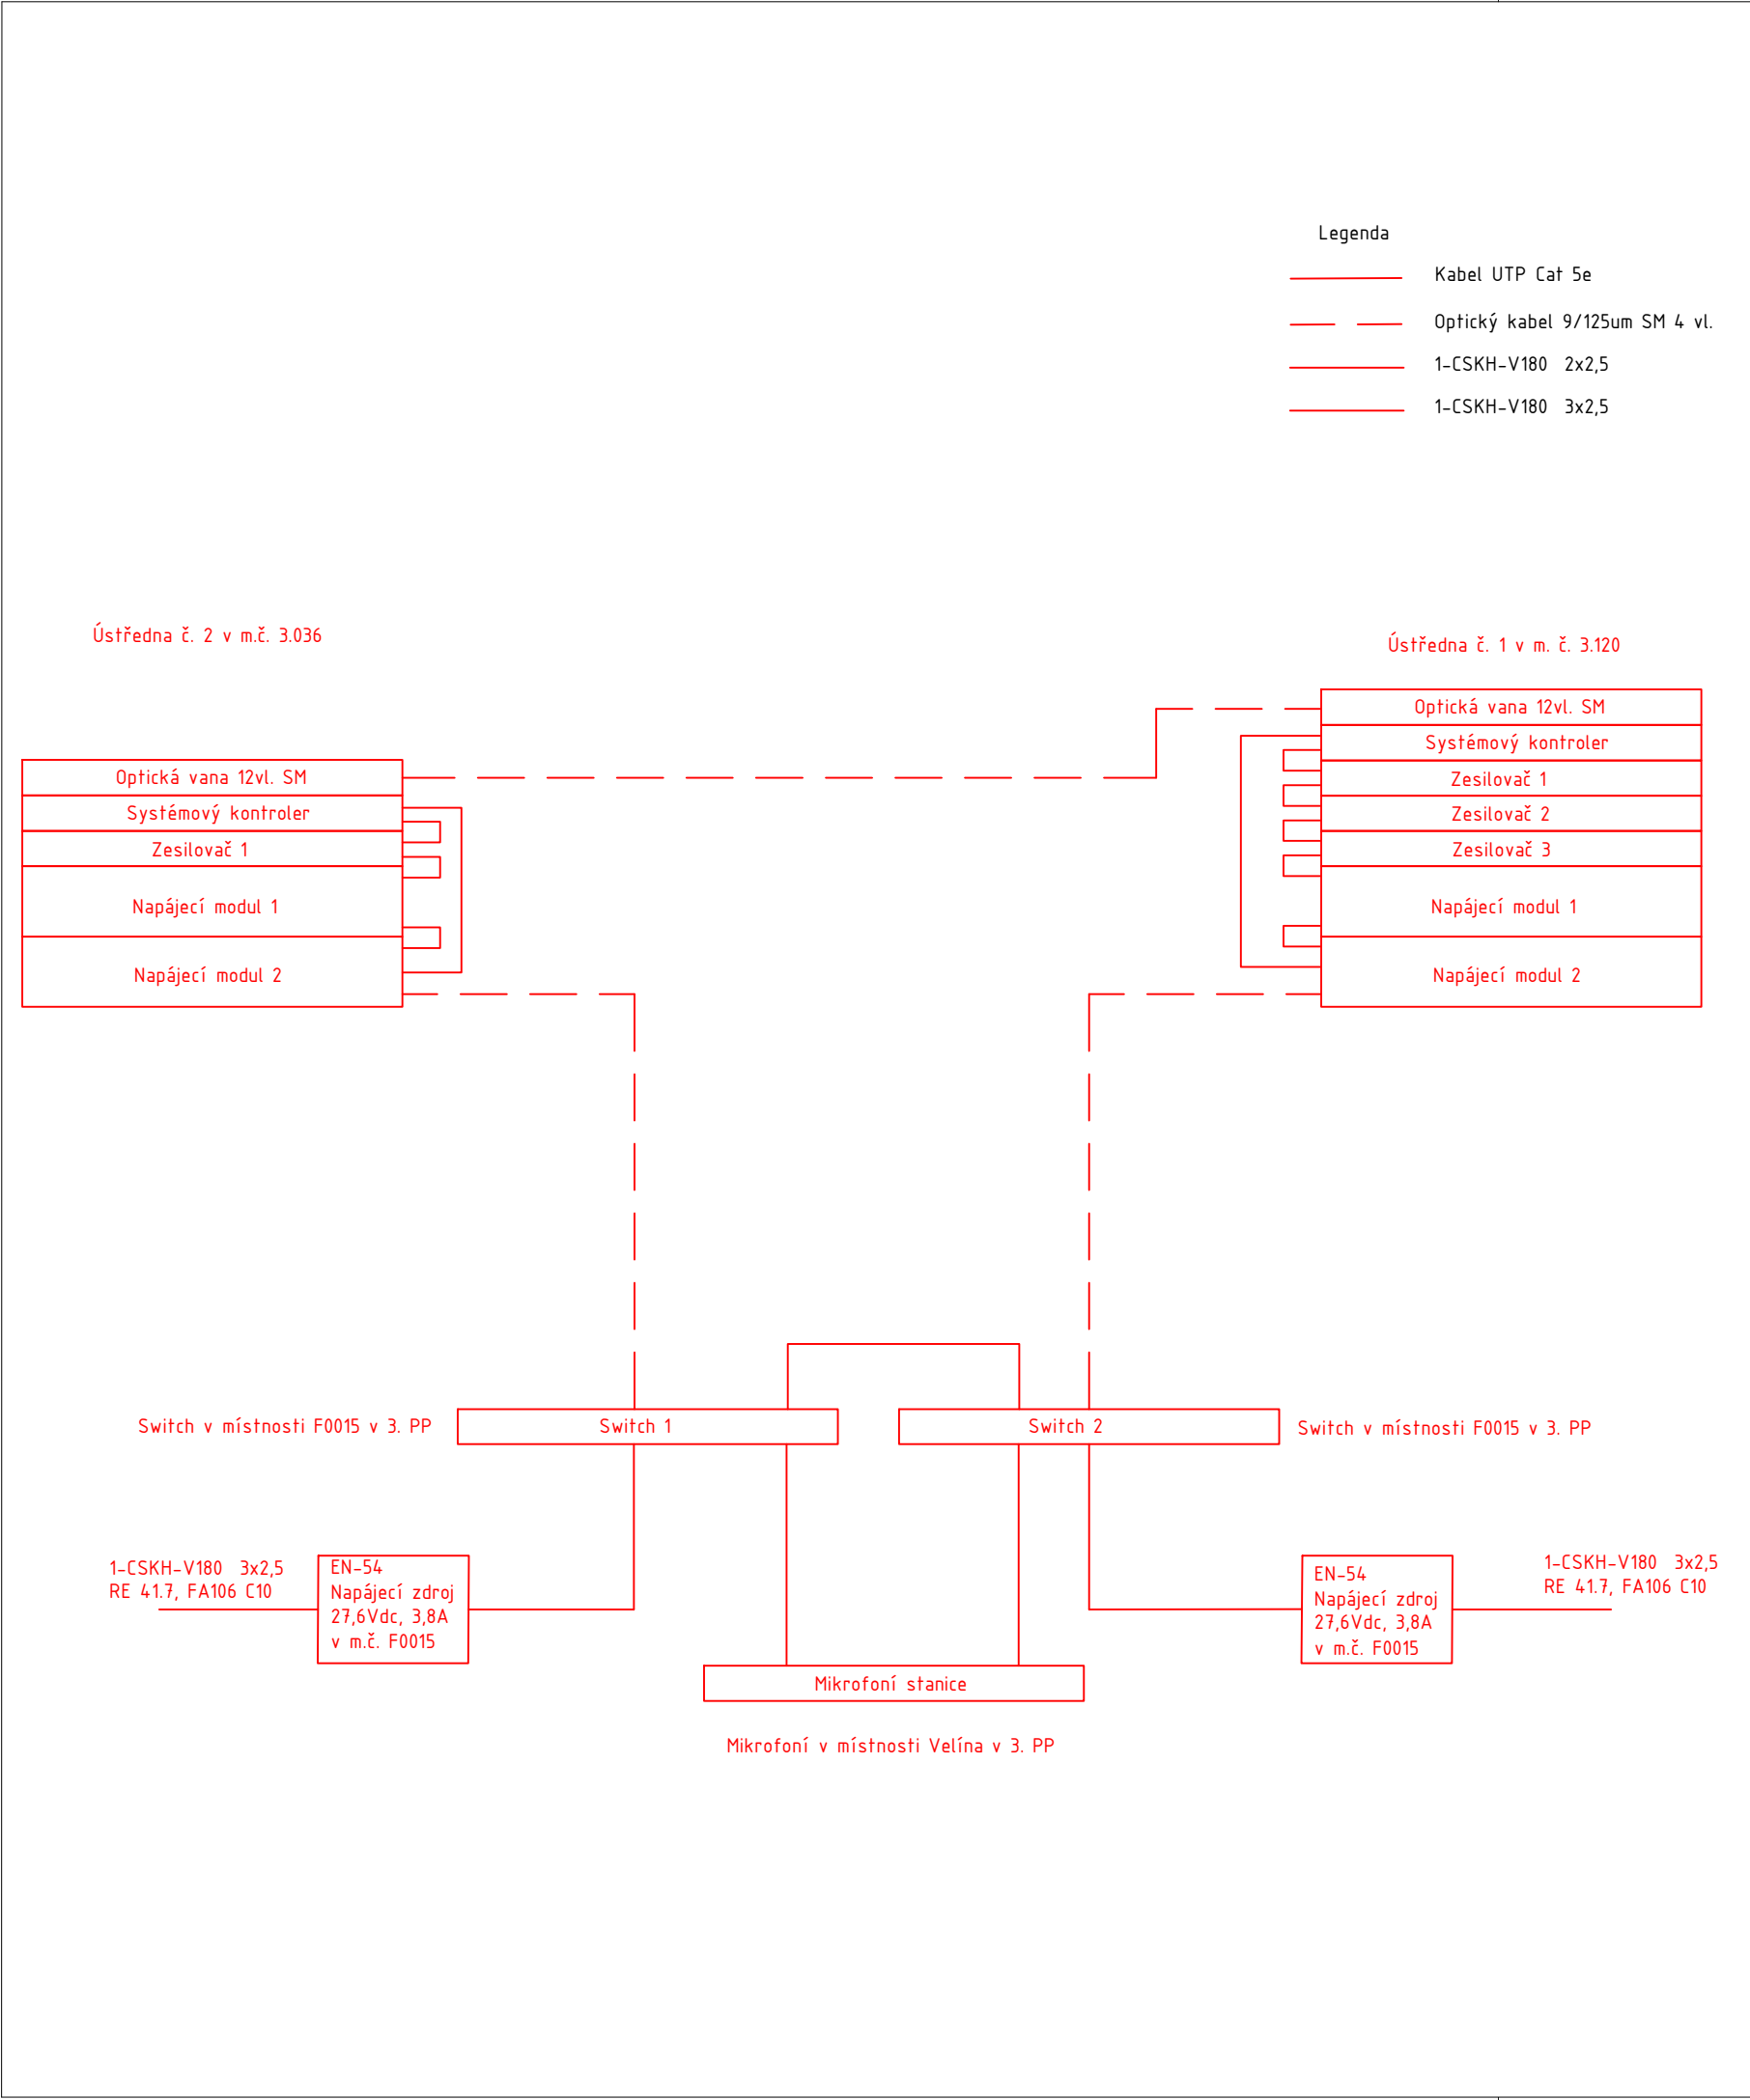 Legenda
Kabel UTP Cat 5e
Optický kabel 9/125um SM 4 vl.
1-CSKH-V180 2x2,5
1-CSKH-V180 3x2,5
Ústředna č. 2 v m.č. 3.036
Optická vana 12vl. SM
Systémový kontroler
Zesilovač 1
Napájecí modul 1
Napájecí modul 2
Ústředna č. 1 v m. č. 3.120
Optická vana 12vl. SM
Systémový kontroler
Zesilovač 1
Zesilovač 2
Zesilovač 3
Napájecí modul 1
Napájecí modul 2
Switch v místnosti F0015 v 3. PP
Switch 1
Switch 2
Switch v místnosti F0015 v 3. PP
1-CSKH-V180 3x2,5
RE 41.7, FA106 C10
EN-54
Napájecí zdroj
27,6Vdc, 3,8A
v m.č. F0015
EN-54
Napájecí zdroj
27,6Vdc, 3,8A
v m.č. F0015
1-CSKH-V180 3x2,5
RE 41.7, FA106 C10
Mikrofoní stanice
Mikrofoní v místnosti Velína v 3. PP